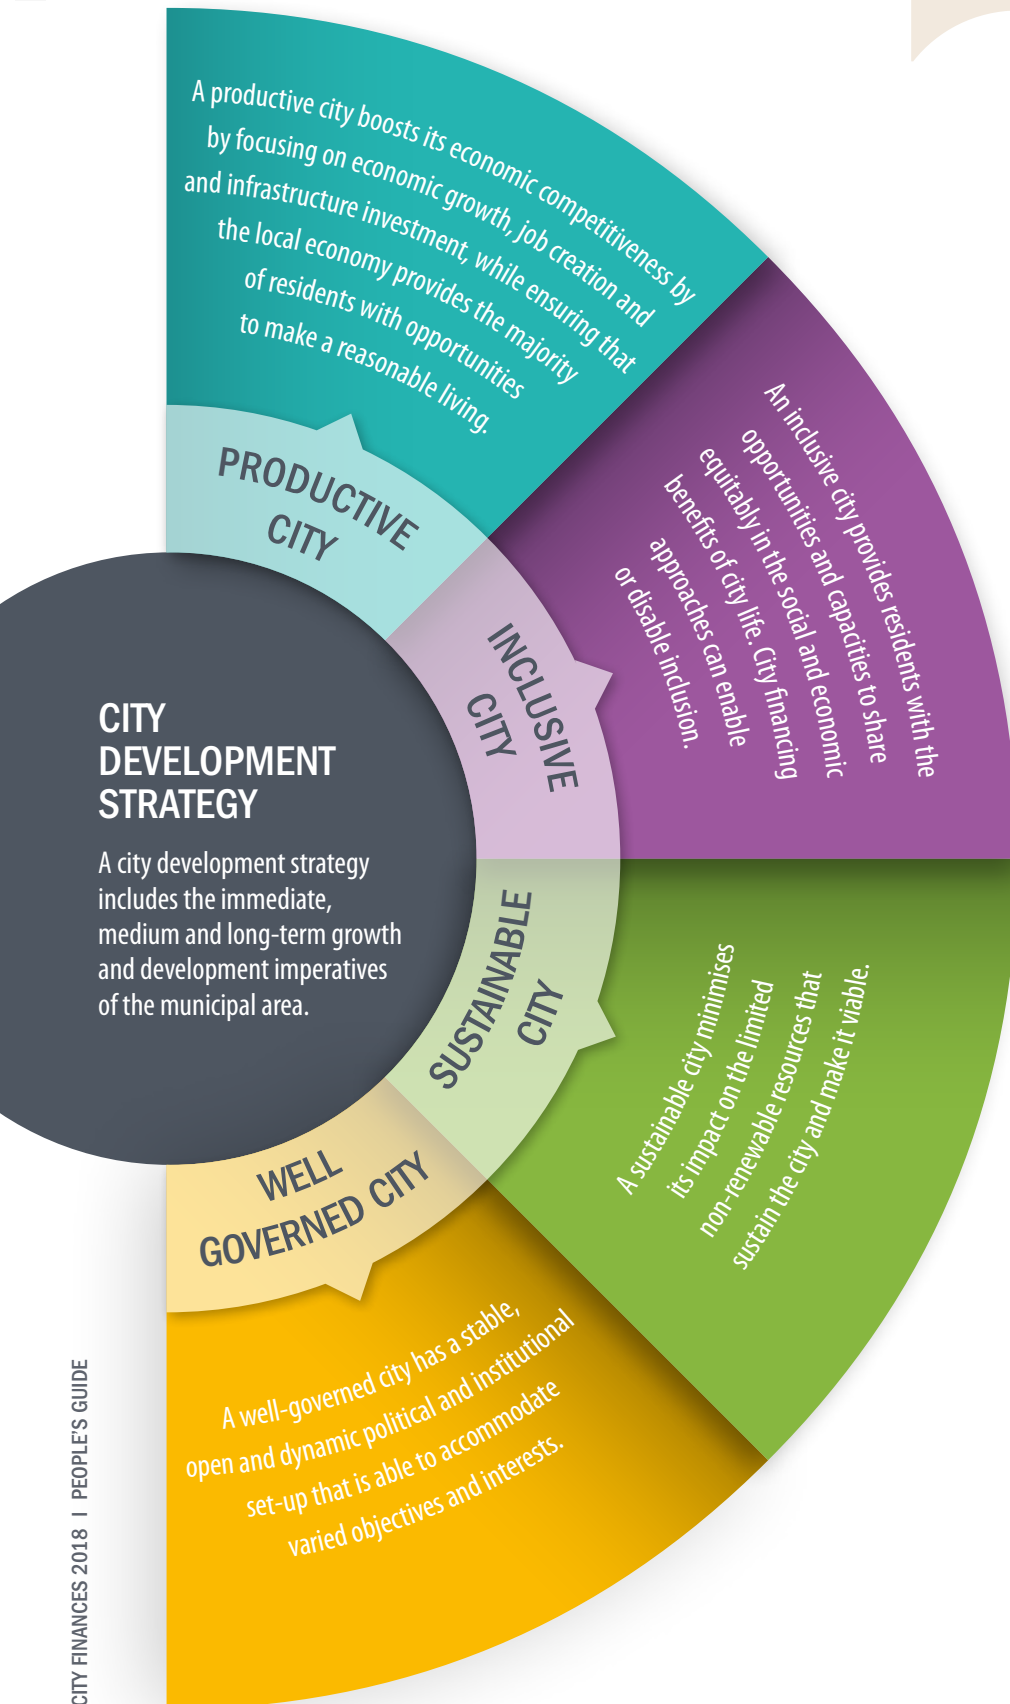 A productive city boosts its economic competitiveness by
by focusing on economic growth, job creation and
and infrastructure investment, while ensuring that
the local economy provides the majority
of residents with opportunities
to make a reasonable living.
PRODUCTIVE
CITY
An inclusive city provides residents with the
opportunities and capacities to share
equitably in the social and economic
benefits of city life. City financing
approaches can enable
or disable inclusion.
INCLUSIVE
CITY
CITY
DEVELOPMENT
STRATEGY
A city development strategy
includes the immediate,
medium and long-term growth
and development imperatives
of the municipal area.
SUSTAINABLE
CITY
A sustainable city minimises
its impact on the limited
non-renewable resources that
sustain the city and make it viable.
WELL
GOVERNED CITY
A well-governed city has a stable,
open and dynamic political and institutional
set-up that is able to accommodate
varied objectives and interests.
CITY FINANCES 2018 I PEOPLE'S GUIDE